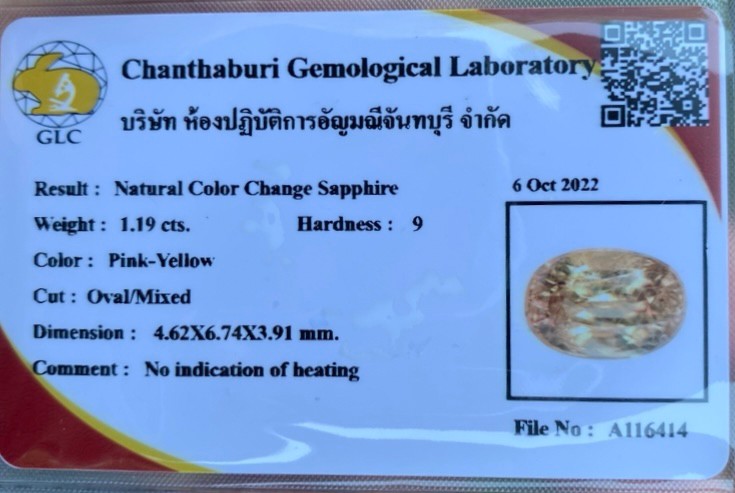 Chanthaburi Gemological Laboratory
บริษัท ห้องปฏิบัติการอัญมณีจันทบุรี จำกัด
GLC
Result : Natural Color Change Sapphire
6 Oct 2022
Weight : 1.19 cts. Hardness : 9
Color : Pink-Yellow
Cut : Oval/Mixed
Dimension : 4.62X6.74X3.91 mm.
Comment : No indication of heating
File No : A116414